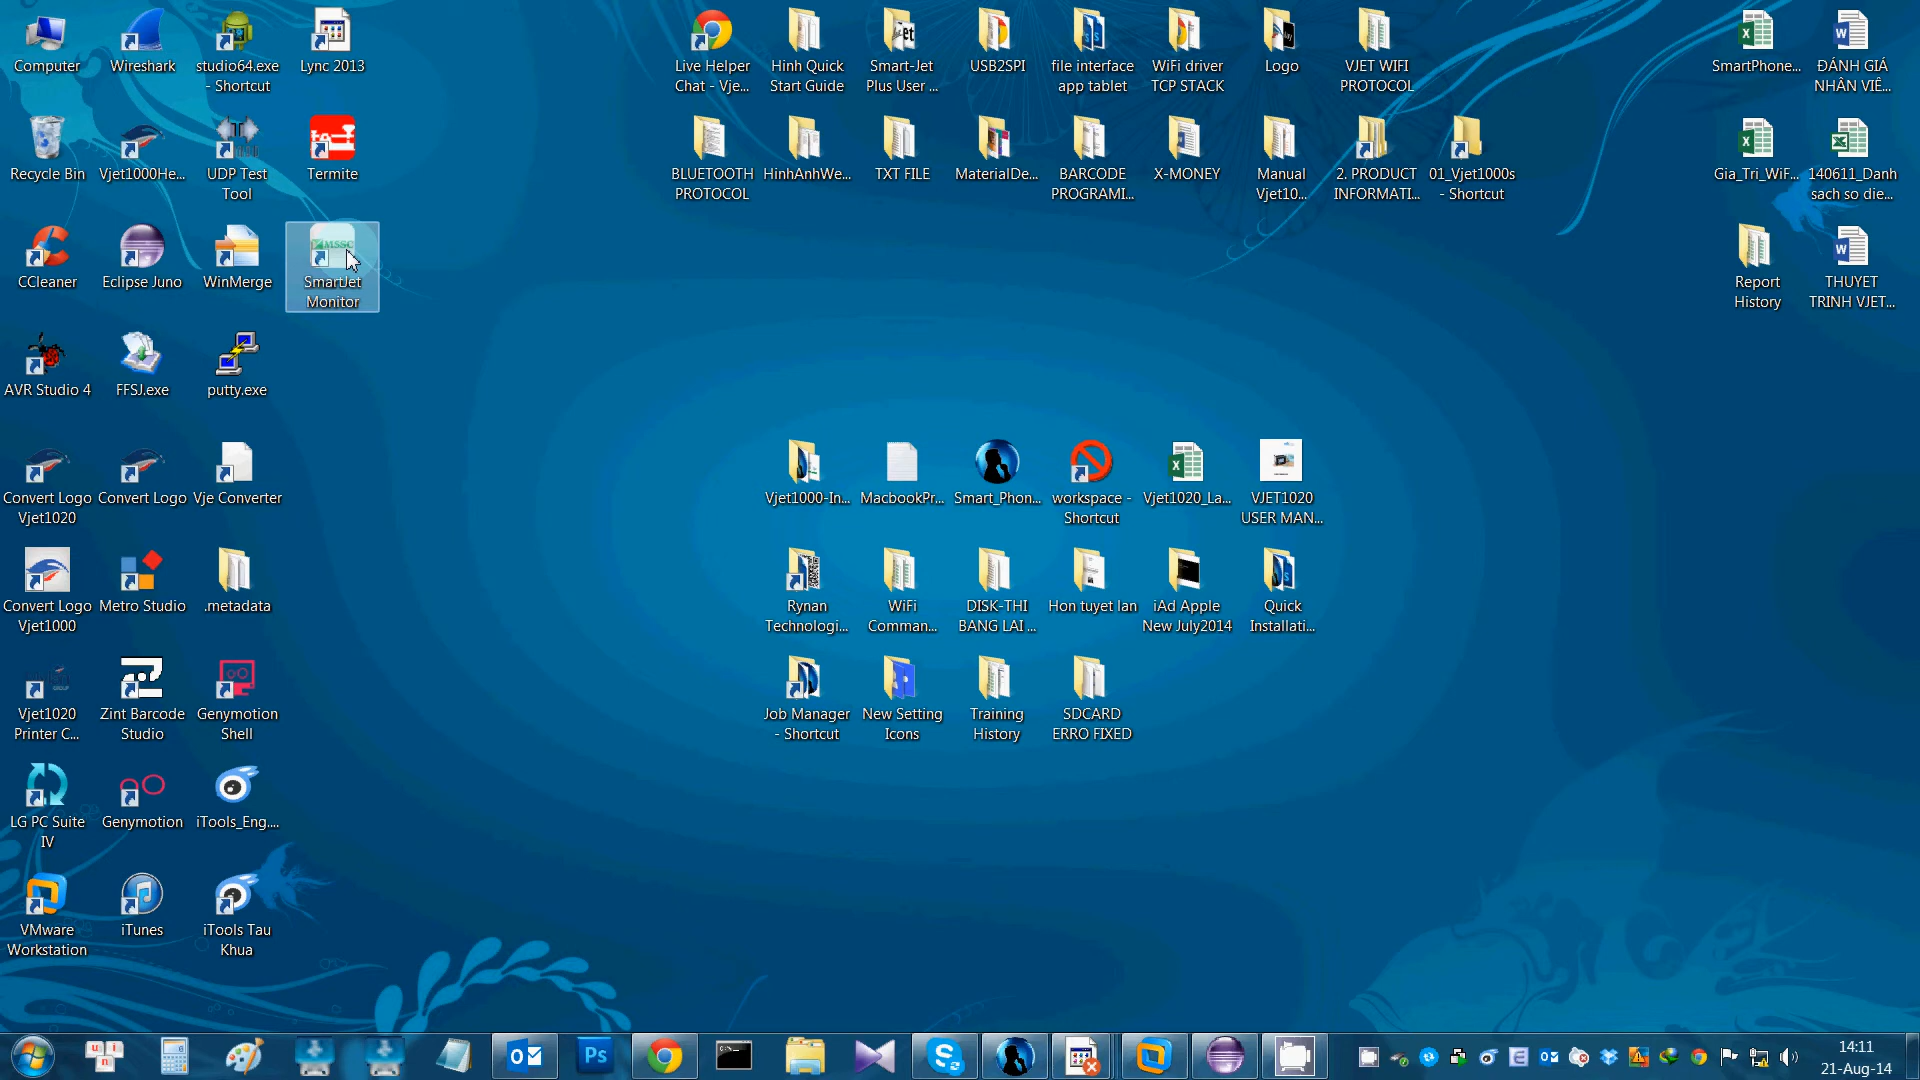 Computer
Wireshark
studio64.exe
- Shortcut
Lync 2013
Live Helper
Chat - Vje...
Hinh Quick
Start Guide
Smart-Jet
Plus User ...
USB2SPI
file interface
app tablet
WiFi driver
TCP STACK
Logo
VJET WIFI
PROTOCOL
SmartPhone...
ĐÁNH GIÁ
NHÂN VIÊ...
Recycle Bin
Vjet1000He...
UDP Test
Tool
Termite
BLUETOOTH
PROTOCOL
HinhAnhWe...
TXT FILE
MaterialDe...
BARCODE
PROGRAMI...
X-MONEY
Manual
Vjet10...
2. PRODUCT
INFORMATI...
01_Vjet1000s
- Shortcut
Gia_Tri_WiF...
140611_Danh
sach so die...
CCleaner
Eclipse Juno
WinMerge
MSSC
SmartJet
Monitor
Report
History
THUYET
TRINH VJET...
AVR Studio 4
FFSJ.exe
putty.exe
Convert Logo
Vjet1020
Convert Logo
Vje Converter
Vjet1000-In...
MacbookPr...
Smart_Phon...
workspace -
Shortcut
Vjet1020_La...
VJET1020
USER MAN...
Convert Logo
Vjet1000
Metro Studio
.metadata
Rynan
Technologi...
WiFi
Comman...
DISK-THI
BANG LAI ...
Hon tuyet lan
iAd Apple
New July2014
Quick
Installati...
Vjet1020
Printer C...
Zint Barcode
Studio
Genymotion
Shell
Job Manager
- Shortcut
New Setting
Icons
Training
History
SDCARD
ERRO FIXED
LG PC Suite
IV
Genymotion
iTools_Eng....
VMware
Workstation
iTunes
iTools Tau
Khua
u n i
Ps
14:11
21-Aug-14